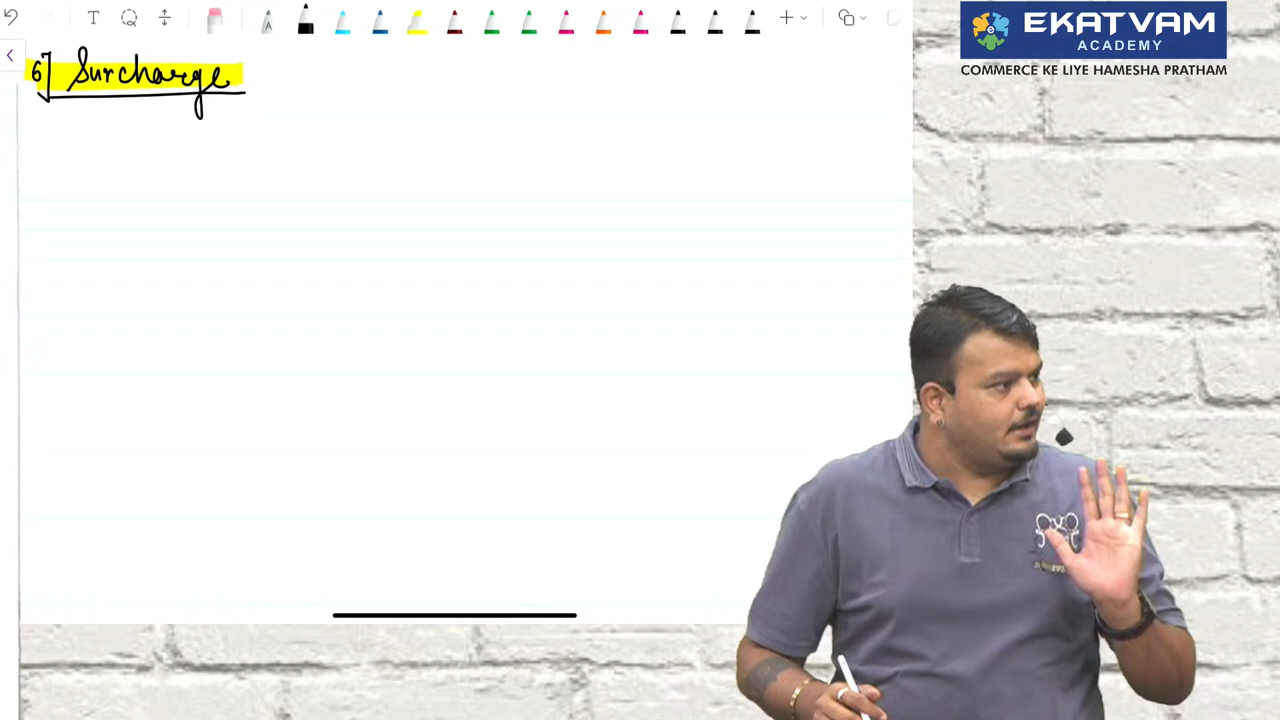 6] Surcharge
T
A
e
EKATVAM
ACADEMY
COMMERCE KE LIYE HAMESHA PRATHAM